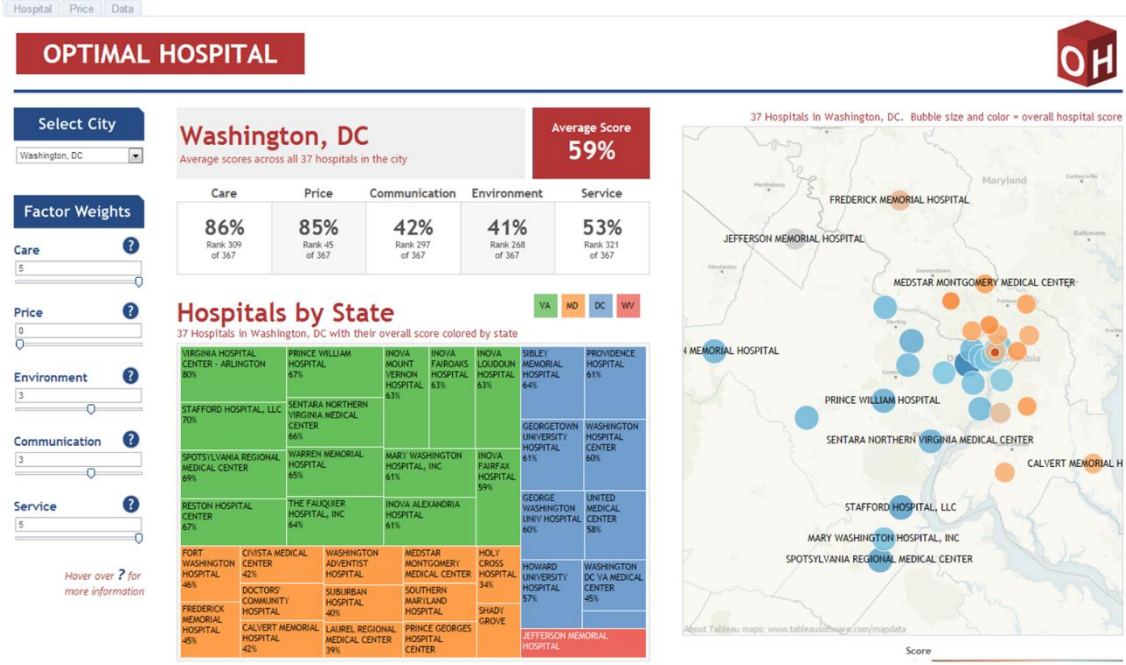 Hospital Price Data
OPTIMAL HOSPITAL
OH
Select City
Washington, DC
Factor Weights
Care ?
5
Price ?
0
Environment ?
3
Communication ?
3
Service ?
5
Hover over ? for
more information
Washington, DC
Average scores across all 37 hospitals in the city
Average Score
59%
Care Price Communication Environment Service
86% 85% 42% 41% 53%
Rank 309 Rank 45 Rank 297 Rank 268 Rank 321
of 367 of 367 of 367 of 367 of 367
Hospitals by State
37 Hospitals in Washington, DC with their overall score colored by state
VA MD DC WV
VIRGINIA HOSPITAL
CENTER - ARLINGTON
80%
STAFFORD HOSPITAL, LLC
70%
SPOTSYLVANIA REGIONAL
MEDICAL CENTER
69%
RESTON HOSPITAL
CENTER
67%
PRINCE WILLIAM
HOSPITAL
67%
SENTARA NORTHERN
VIRGINIA MEDICAL
CENTER
66%
WARREN MEMORIAL
HOSPITAL
65%
THE FAUQUIER
HOSPITAL, INC
64%
INOVA
MOUNT
VERNON
HOSPITAL
63%
INOVA
FAIROAKS
HOSPITAL
63%
INOVA
LOUDOUN
HOSPITAL
63%
MARY WASHINGTON
HOSPITAL, INC
61%
INOVA ALEXANDRIA
HOSPITAL
61%
INOVA
FAIRFAX
HOSPITAL
59%
SIBLEY
MEMORIAL
HOSPITAL
64%
PROVIDENCE
HOSPITAL
61%
GEORGETOWN
UNIVERSITY
HOSPITAL
61%
WASHINGTON
HOSPITAL
CENTER
60%
GEORGE
WASHINGTON
UNIV HOSPITAL
60%
UNITED
MEDICAL
CENTER
58%
HOWARD
UNIVERSITY
HOSPITAL
57%
WASHINGTON
DC VA MEDICAL
CENTER
45%
FORT
WASHINGTON
HOSPITAL
46%
FREDERICK
MEMORIAL
HOSPITAL
45%
CIVISTA MEDICAL
CENTER
42%
DOCTORS'
COMMUNITY
HOSPITAL
CALVERT MEMORIAL
HOSPITAL
42%
WASHINGTON
ADVENTIST
HOSPITAL
SUBURBAN
HOSPITAL
40%
LAUREL REGIONAL
MEDICAL CENTER
39%
MEDSTAR
MONTGOMERY
MEDICAL CENTER
SOUTHERN
MARYLAND
HOSPITAL
PRINCE GEORGES
HOSPITAL
CENTER
HOLY
CROSS
HOSPITAL
34%
SHADY
GROVE
JEFFERSON MEMORIAL
HOSPITAL
37 Hospitals in Washington, DC. Bubble size and color = overall hospital score
Maryland
FREDERICK MEMORIAL HOSPITAL
JEFFERSON MEMORIAL HOSPITAL
Baltimore
MEDSTAR MONTGOMERY MEDICAL CENTER
N MEMORIAL HOSPITAL
PRINCE WILLIAM HOSPITAL
SENTARA NORTHERN VIRGINIA MEDICAL CENTER
CALVERT MEMORIAL H
STAFFORD HOSPITAL, LLC
MARY WASHINGTON HOSPITAL, INC
SPOTSYLVANIA REGIONAL MEDICAL CENTER
About Tableau maps: www.tableausoftware.com/mapdata
Score